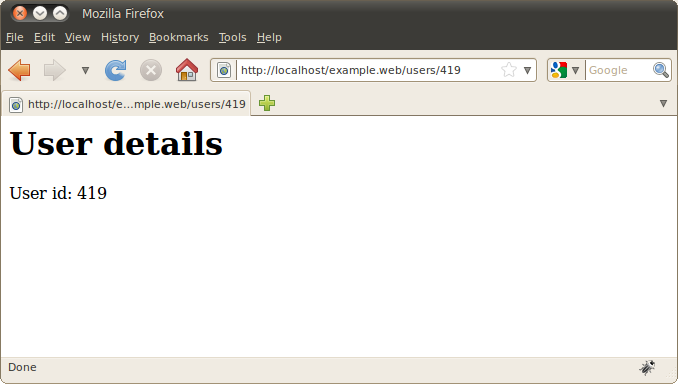 Mozilla Firefox
File Edit View History Bookmarks Tools Help
http://localhost/example.web/users/419 Google
http://localhost/e...mple.web/users/419
User details
User id: 419
Done